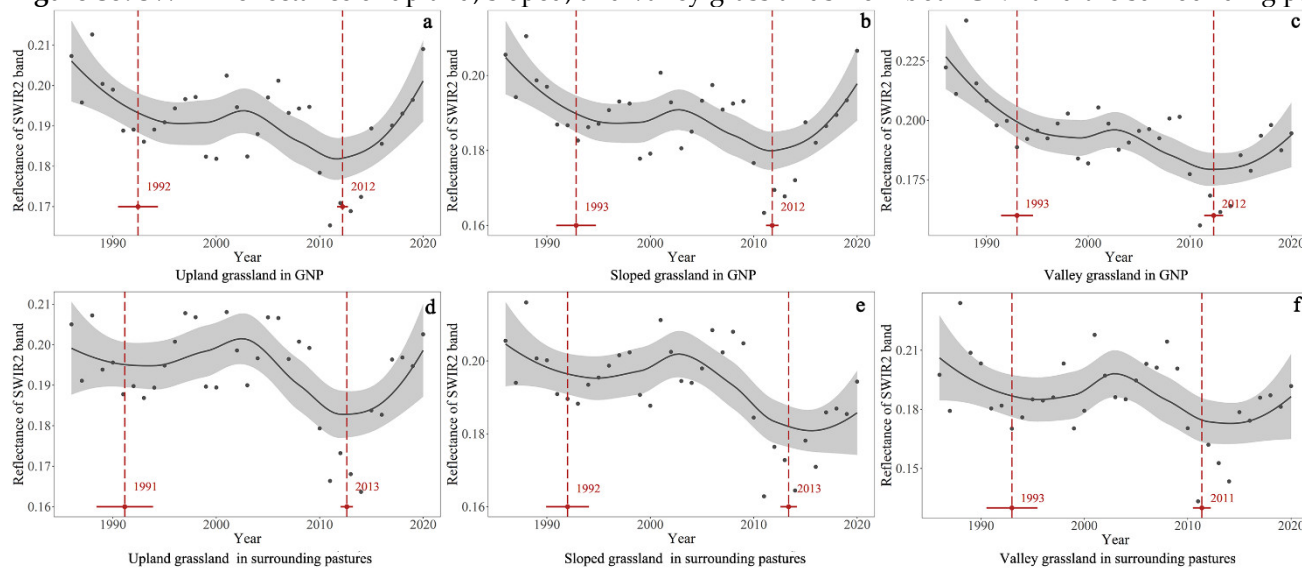 a
Reflectance of SWIR2 band
0.21
0.20
0.19
0.18
0.17
1992
2012
1990
2000
2010
2020
Year
Upland grassland in GNP
b
Reflectance of SWIR2 band
0.20
0.18
0.16
1993
2012
1990
2000
2010
2020
Year
Sloped grassland in GNP
c
Reflectance of SWIR2 band
0.225
0.200
0.175
1993
2012
1990
2000
2010
2020
Year
Valley grassland in GNP
d
Reflectance of SWIR2 band
0.21
0.20
0.19
0.18
0.17
0.16
1991
2013
1990
2000
2010
2020
Year
Upland grassland in surrounding pastures
e
Reflectance of SWIR2 band
0.20
0.18
0.16
1992
2013
1990
2000
2010
2020
Year
Sloped grassland in surrounding pastures
f
Reflectance of SWIR2 band
0.21
0.18
0.15
1993
2011
1990
2000
2010
2020
Year
Valley grassland in surrounding pastures